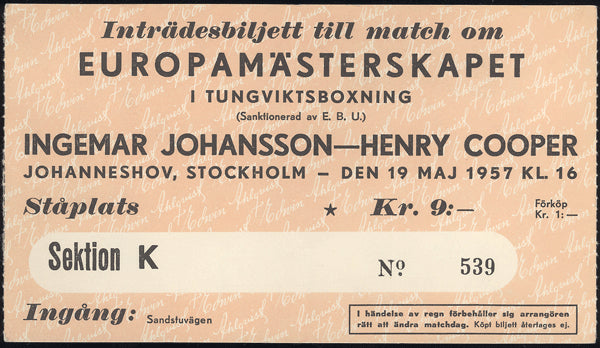 Inträdesbiljett till match om
EUROPAMÄSTERSKAPET
I TUNGVIKTSBOXNING
(Sanktionerad av E. B. U.)
INGEMAR JOHANSSON—HENRY COOPER
JOHANNESHOV, STOCKHOLM – DEN 19 MAJ 1957 KL. 16
Ståplats ★ Kr. 9:— Förköp
Kr. 1:—
Sektion K No 539
Ingång: Sandstuvägen
I händelse av regn förbehåller sig arrangören
rätt att ändra matchdag. Köpt biljett återtages ej.